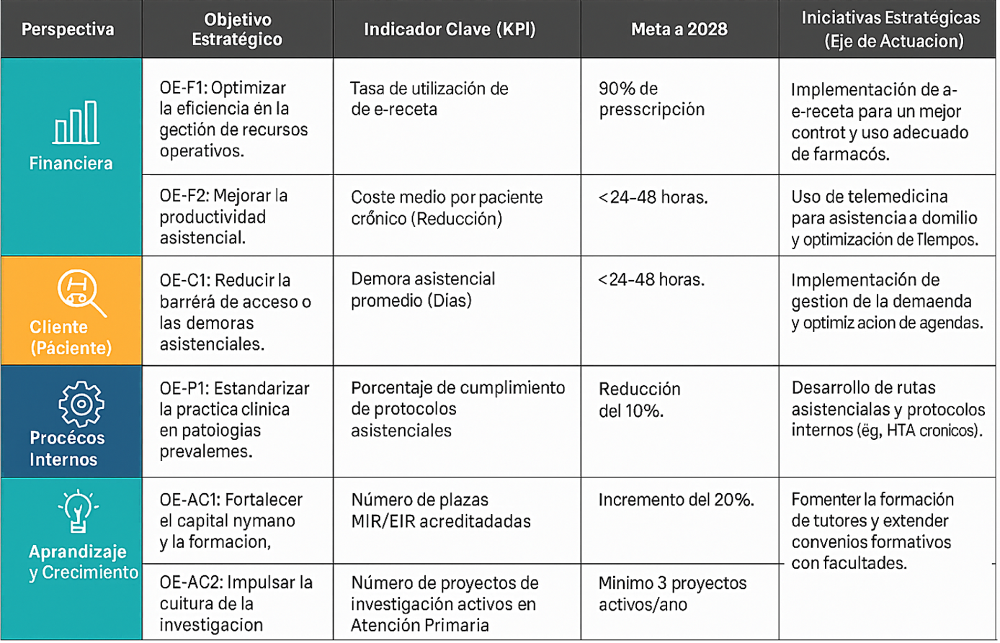 Perspectiva
Objetivo
Estratégico
Indicador Clave (KPI)
Meta a 2028
Iniciativas Estratégicas
(Eje de Actuacion)
Financiera
OE-F1: Optimizar
la eficiencia én la
gectión de recursos
operativos.
Tasa de utilización de
de e-receta
90% de
presscripción
Implementación de a-
e-receta para un mejor
controt y uso adecuado
de farmacós.
OE-F2: Mejorar la
productividad
asistencial.
Coste medio por paciente
crőnico (Reducción)
<24-48 horas.
Uso de telemedicina
para asistencia a domilio
y optimización de Tlempos.
Cliente
(Páciente)
OE-C1: Reducir la
barrérá de acceso o
las demoras
asistenciales.
Demora asistencial
promedio (Dias)
<24-48 horas.
Implementación de
gestion de la demaenda
y optimiz acion de agendas.
Procécos
Internos
OE-P1: Estandarizar
la practica clinica
en patoiogias
prevalemes.
Porcentaje de cumplimiento
de protocolos
asistenciales
Reducción
del 10%.
Desarrollo de rutas
asistencialas y protocolos
internos (ëg, HTA cronicos).
Aprandizaje
y Crecimiento
OE-AC1: Fortalecer
el capital nymano
y la formacion,
Número de plazas
MIR/EIR acreditadadas
Incremento del 20%.
Fomenter la formación
de tutores y extender
convenios formativos
con facultades.
OE-AC2: Impulsar la
cuitura de la
investigacion
Número de proyectos de
investigación activos en
Atención Primaria
Minimo 3 proyectos
activos/ano